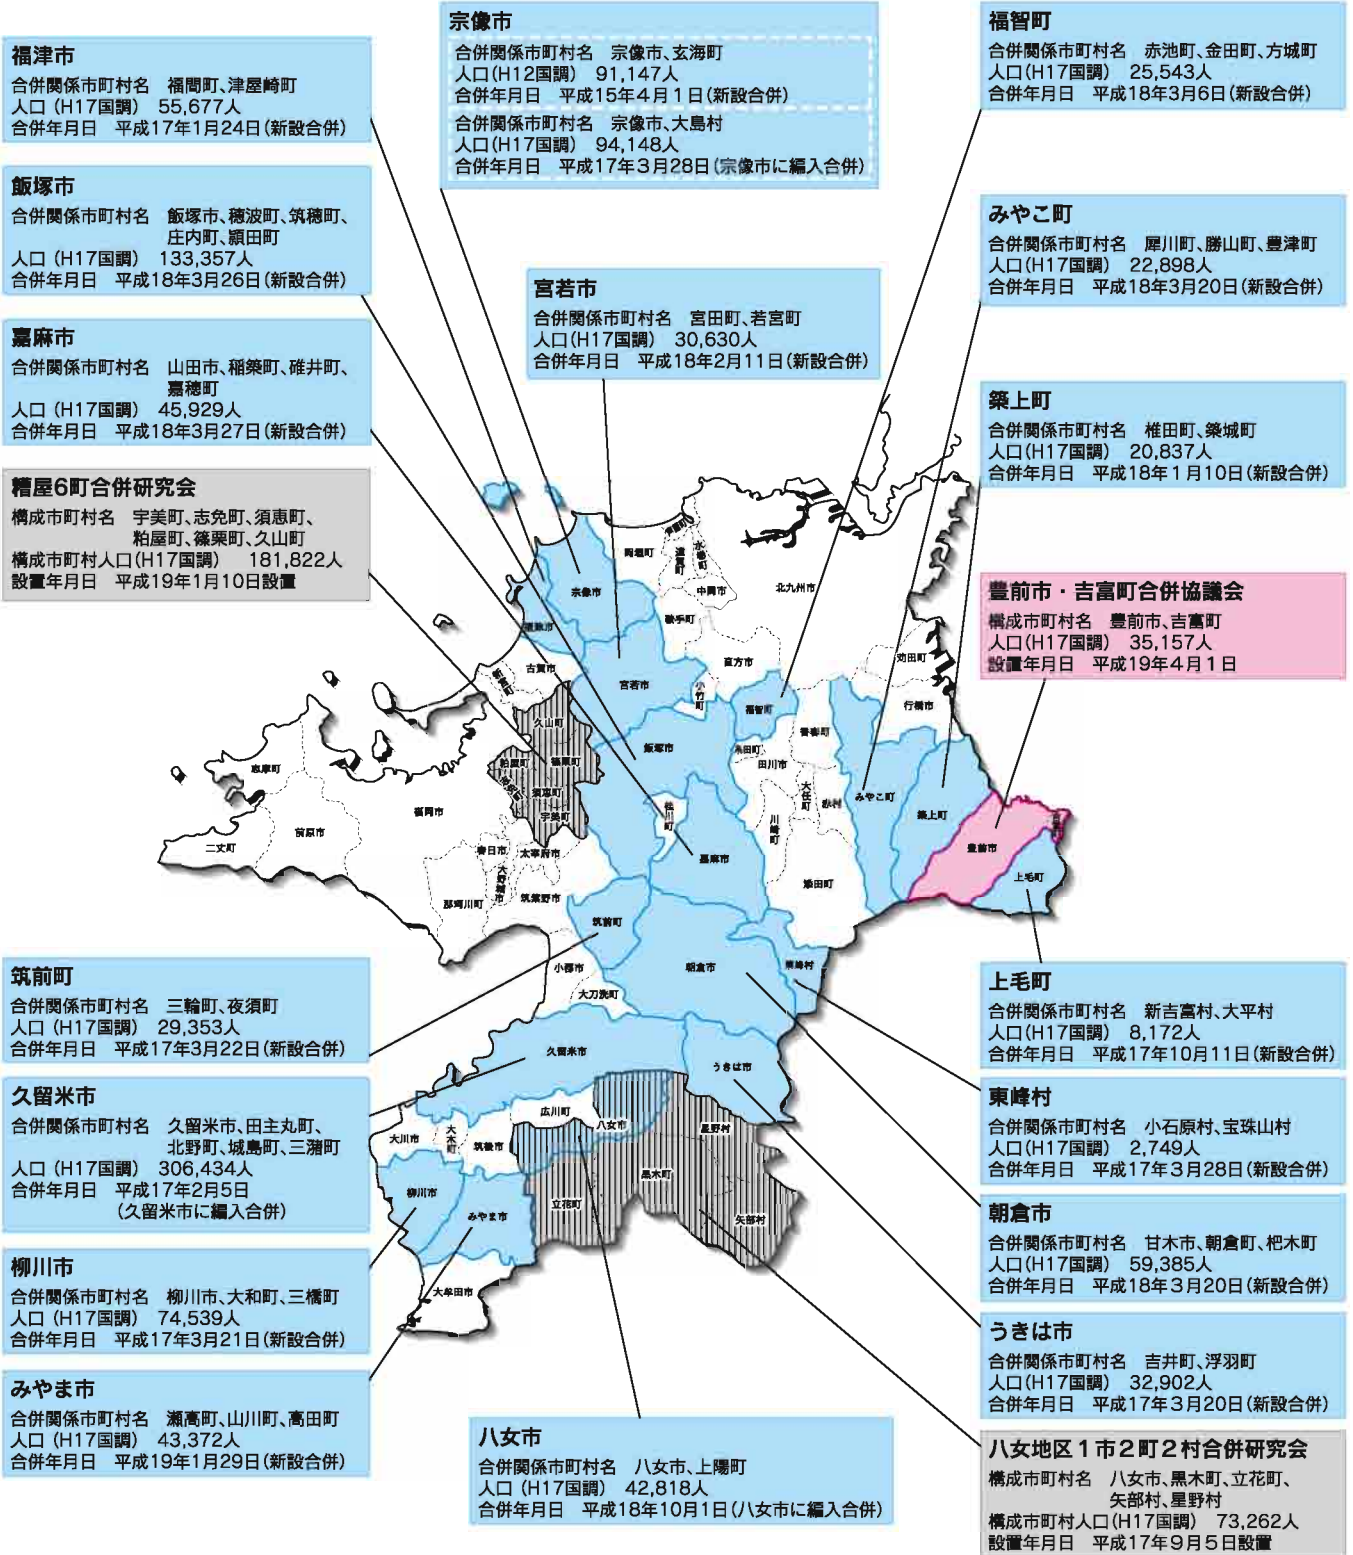 宗像市
合併関係市町村名　宗像市、玄海町
人口(H12国調)　91,147人
合併年月日　平成15年4月1日(新設合併)
合併関係市町村名　宗像市、大島村
人口(H17国調)　94,148人
合併年月日　平成17年3月28日(宗像市に編入合併)
福智町
合併関係市町村名　赤池町、金田町、方城町
人口(H17国調)　25,543人
合併年月日　平成18年3月6日(新設合併)
福津市
合併関係市町村名　福間町、津屋崎町
人口(H17国調)　55,677人
合併年月日　平成17年1月24日(新設合併)
飯塚市
合併関係市町村名　飯塚市、穂波町、筑穂町、
庄内町、頴田町
人口(H17国調)　133,357人
合併年月日　平成18年3月26日(新設合併)
みやこ町
合併関係市町村名　犀川町、勝山町、豊津町
人口(H17国調)　22,898人
合併年月日　平成18年3月20日(新設合併)
宮若市
合併関係市町村名　宮田町、若宮町
人口(H17国調)　30,630人
合併年月日　平成18年2月11日(新設合併)
嘉麻市
合併関係市町村名　山田市、稲築町、碓井町、
嘉穂町
人口(H17国調)　45,929人
合併年月日　平成18年3月27日(新設合併)
築上町
合併関係市町村名　椎田町、築城町
人口(H17国調)　20,837人
合併年月日　平成18年1月10日(新設合併)
糟屋6町合併研究会
構成市町村名　宇美町、志免町、須恵町、
粕屋町、篠栗町、久山町
構成市町村人口(H17国調)　181,822人
設置年月日　平成19年1月10日設置
豊前市・吉富町合併協議会
構成市町村名　豊前市、吉富町
人口(H17国調)　35,157人
設置年月日　平成19年4月1日
岡垣町
芦屋町
遠賀町
水巻町
中間市
北九州市
宗像市
鞍手町
福津市
古賀市
新宮町
宮若市
小竹町
直方市
苅田町
行橋市
福智町
香春町
久山町
飯塚市
糸田町
田川市
粕屋町
篠栗町
志免町
須恵町
宇美町
大任町
赤村
みやこ町
築上町
桂川町
川崎町
豊前市
吉富町
上毛町
志摩町
前原市
二丈町
福岡市
春日市
太宰府市
大野城市
那珂川町
筑紫野市
嘉麻市
添田町
筑前町
小郡市
大刀洗町
朝倉市
東峰村
久留米市
うきは市
広川町
八女市
星野村
大川市
大木町
筑後市
黒木町
立花町
矢部村
柳川市
みやま市
大牟田市
筑前町
合併関係市町村名　三輪町、夜須町
人口(H17国調)　29,353人
合併年月日　平成17年3月22日(新設合併)
上毛町
合併関係市町村名　新吉富村、大平村
人口(H17国調)　8,172人
合併年月日　平成17年10月11日(新設合併)
久留米市
合併関係市町村名　久留米市、田主丸町、
北野町、城島町、三潴町
人口(H17国調)　306,434人
合併年月日　平成17年2月5日
(久留米市に編入合併)
東峰村
合併関係市町村名　小石原村、宝珠山村
人口(H17国調)　2,749人
合併年月日　平成17年3月28日(新設合併)
朝倉市
合併関係市町村名　甘木市、朝倉町、杷木町
人口(H17国調)　59,385人
合併年月日　平成18年3月20日(新設合併)
柳川市
合併関係市町村名　柳川市、大和町、三橋町
人口(H17国調)　74,539人
合併年月日　平成17年3月21日(新設合併)
うきは市
合併関係市町村名　吉井町、浮羽町
人口(H17国調)　32,902人
合併年月日　平成17年3月20日(新設合併)
みやま市
合併関係市町村名　瀬高町、山川町、高田町
人口(H17国調)　43,372人
合併年月日　平成19年1月29日(新設合併)
八女市
合併関係市町村名　八女市、上陽町
人口(H17国調)　42,818人
合併年月日　平成18年10月1日(八女市に編入合併)
八女地区1市2町2村合併研究会
構成市町村名　八女市、黒木町、立花町、
矢部村、星野村
構成市町村人口(H17国調)　73,262人
設置年月日　平成17年9月5日設置